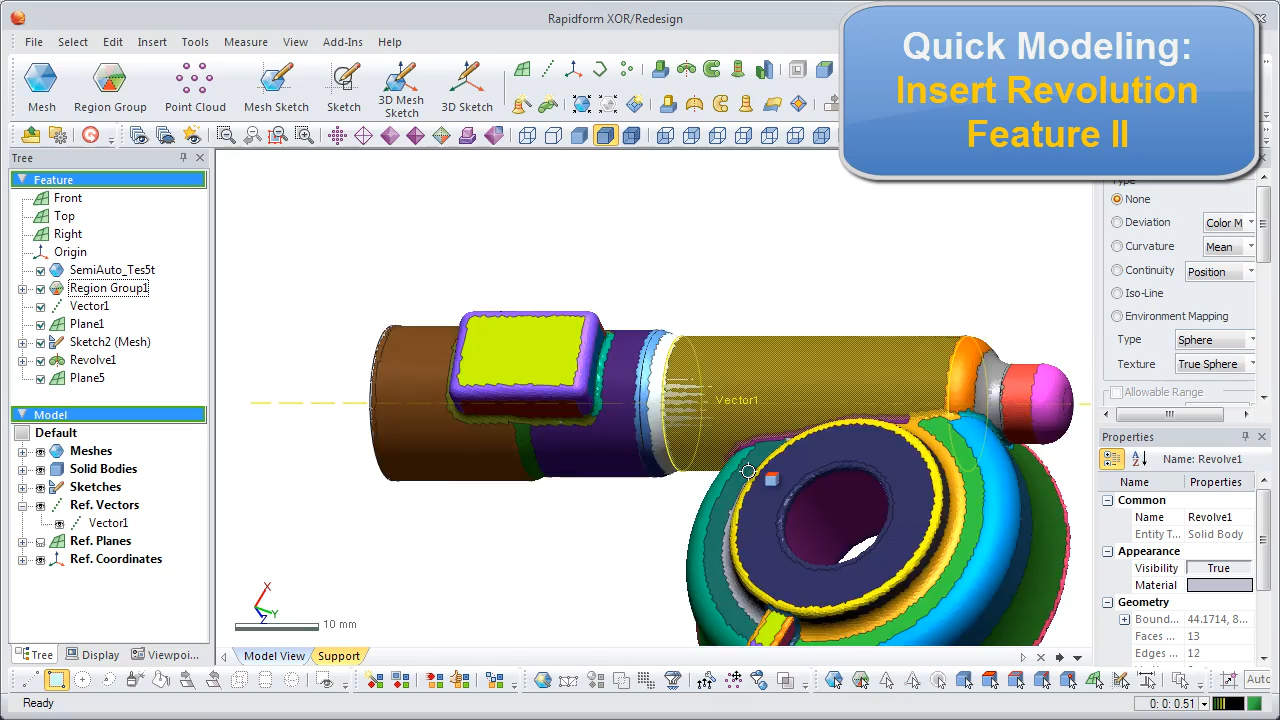 Rapidform XOR/Redesign
Quick Modeling:
Insert Revolution
Feature II
File Select Edit Insert Tools Measure View Add-Ins Help
Mesh Region Group Point Cloud Mesh Sketch Sketch 3D Mesh Sketch 3D Sketch
Tree
Feature
Front
Top
Right
Origin
SemiAuto_Tes5t
Region Group1
Vector1
Plane1
Sketch2 (Mesh)
Revolve1
Plane5
Model
Default
Meshes
Solid Bodies
Sketches
Ref. Vectors
Vector1
Ref. Planes
Ref. Coordinates
Tree Display Viewpoi...
Vector1
X
Y
Z
10 mm
Model View Support
Type
None
Deviation Color M
Curvature Mean
Continuity Position
Iso-Line
Environment Mapping
Type Sphere
Texture True Sphere
Allowable Range
Properties
Name: Revolve1
Name Properties
Common
Name Revolve1
Entity T... Solid Body
Appearance
Visibility True
Material
Geometry
Bound... 44.1714, 8...
Faces ... 13
Edges ... 12
Auto
Ready
0: 0: 0.51